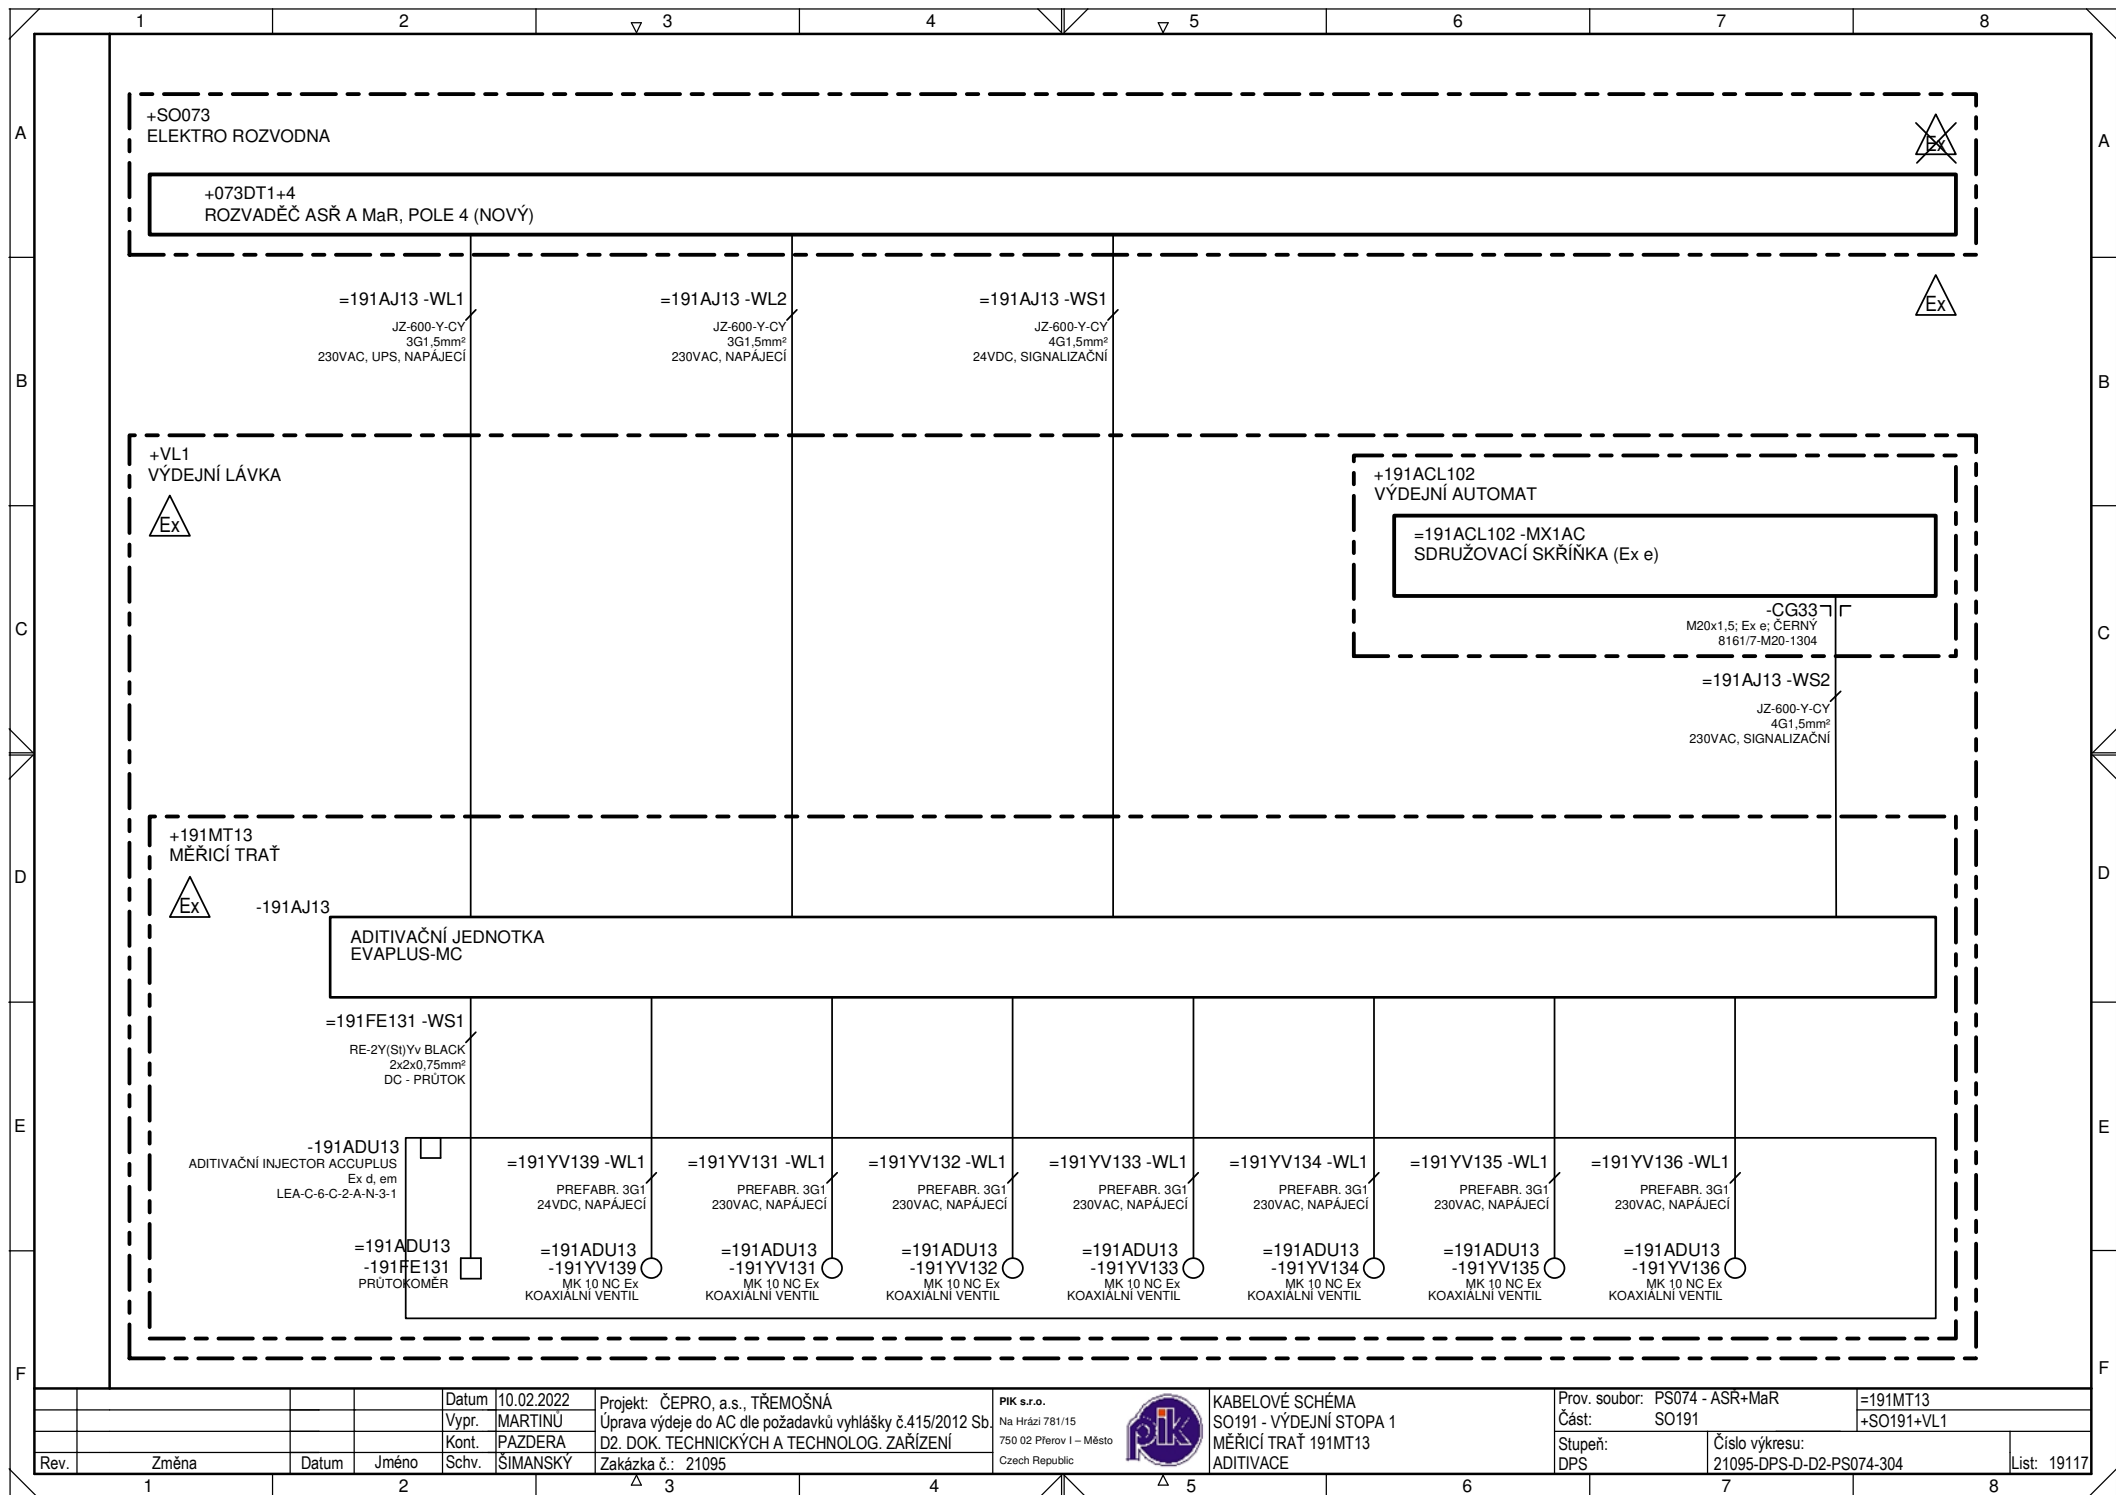 1 2 3 4 5 6 7 8
A
+SO073
ELEKTRO ROZVODNA
Ex
A
+073DT1+4
ROZVADĚČ ASŘ A MaR, POLE 4 (NOVÝ)
=191AJ13 -WL1
JZ-600-Y-CY
3G1,5mm²
230VAC, UPS, NAPÁJECÍ
=191AJ13 -WL2
JZ-600-Y-CY
3G1,5mm²
230VAC, NAPÁJECÍ
=191AJ13 -WS1
JZ-600-Y-CY
4G1,5mm²
24VDC, SIGNALIZAČNÍ
Ex
B
B
+VL1
VÝDEJNÍ LÁVKA
Ex
+191ACL102
VÝDEJNÍ AUTOMAT
=191ACL102 -MX1AC
SDRUŽOVACÍ SKŘÍŇKA (Ex e)
-CG33
M20x1,5; Ex e; ČERNÝ
8161/7-M20-1304
C
C
=191AJ13 -WS2
JZ-600-Y-CY
4G1,5mm²
230VAC, SIGNALIZAČNÍ
+191MT13
MĚŘICÍ TRAŤ
Ex
D
D
-191AJ13
ADITIVAČNÍ JEDNOTKA
EVAPLUS-MC
=191FE131 -WS1
RE-2Y(St)Yv BLACK
2x2x0,75mm²
DC - PRŮTOK
E
E
-191ADU13
ADITIVAČNÍ INJECTOR ACCUPLUS
Ex d, em
LEA-C-6-C-2-A-N-3-1
=191YV139 -WL1
PREFABR. 3G1
24VDC, NAPÁJECÍ
=191YV131 -WL1
PREFABR. 3G1
230VAC, NAPÁJECÍ
=191YV132 -WL1
PREFABR. 3G1
230VAC, NAPÁJECÍ
=191YV133 -WL1
PREFABR. 3G1
230VAC, NAPÁJECÍ
=191YV134 -WL1
PREFABR. 3G1
230VAC, NAPÁJECÍ
=191YV135 -WL1
PREFABR. 3G1
230VAC, NAPÁJECÍ
=191YV136 -WL1
PREFABR. 3G1
230VAC, NAPÁJECÍ
=191ADU13
-191FE131
PRŮTOKOMĚR
=191ADU13
-191YV139
MK 10 NC Ex
KOAXIÁLNÍ VENTIL
=191ADU13
-191YV131
MK 10 NC Ex
KOAXIÁLNÍ VENTIL
=191ADU13
-191YV132
MK 10 NC Ex
KOAXIÁLNÍ VENTIL
=191ADU13
-191YV133
MK 10 NC Ex
KOAXIÁLNÍ VENTIL
=191ADU13
-191YV134
MK 10 NC Ex
KOAXIÁLNÍ VENTIL
=191ADU13
-191YV135
MK 10 NC Ex
KOAXIÁLNÍ VENTIL
=191ADU13
-191YV136
MK 10 NC Ex
KOAXIÁLNÍ VENTIL
F
F
Rev. Změna Datum Jméno
Datum 10.02.2022
Vypr. MARTINŮ
Kont. PAZDERA
Schv. ŠIMANSKÝ
Projekt: ČEPRO, a.s., TŘEMOŠNÁ
Úprava výdeje do AC dle požadavků vyhlášky č.415/2012 Sb.
D2. DOK. TECHNICKÝCH A TECHNOLOG. ZAŘÍZENÍ
Zakázka č.: 21095
PIK s.r.o.
Na Hrázi 781/15
750 02 Přerov I – Město
Czech Republic
pik
KABELOVÉ SCHÉMA
SO191 - VÝDEJNÍ STOPA 1
MĚŘICÍ TRAŤ 191MT13
ADITIVACE
Prov. soubor: PS074 - ASŘ+MaR
Část: SO191
=191MT13
+SO191+VL1
Stupeň:
DPS
Číslo výkresu:
21095-DPS-D-D2-PS074-304
List: 19117
1 2 3 4 5 6 7 8